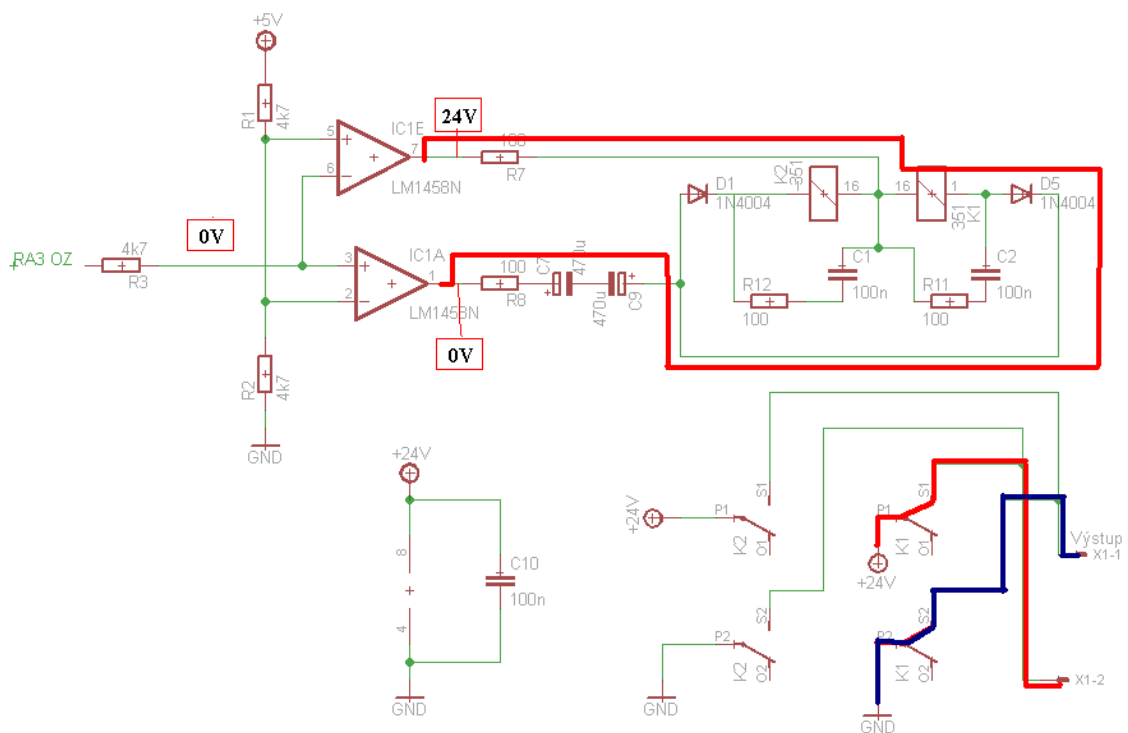 +5V
R1
4k7
5
6
IC1E
7
24V
LM1458N
R7
0V
RA3 OZ
4k7
R3
3
2
IC1A
1
LM1458N
100
R8
C7
470u
470u
C9
0V
R2
4k7
GND
D1
1N4004
K2
351
16
16
351
1
K1
D5
1N4004
C1
100n
C2
100n
R12
100
R11
100
+24V
8
4
C10
100n
GND
+24V
P1
S1
K2
O1
P1
S1
K1
O1
+24V
Výstup
X1-1
P2
S2
K2
O2
GND
P2
S2
K1
O2
GND
X1-2